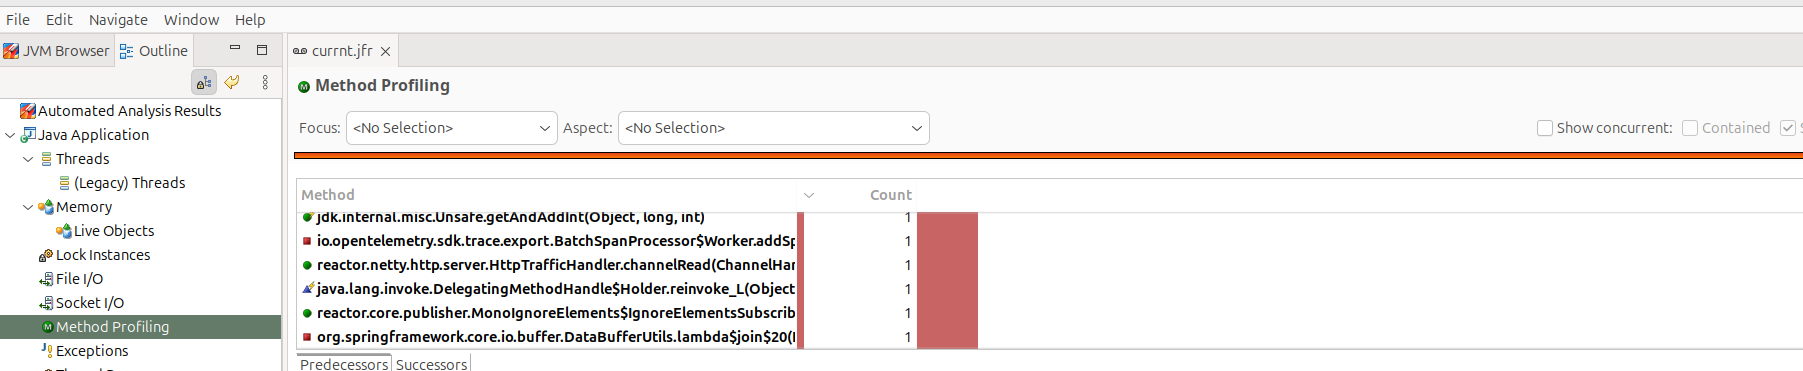 File Edit Navigate Window Help
JVM Browser Outline
currnt.jfr
Automated Analysis Results
Java Application
Threads
(Legacy) Threads
Memory
Live Objects
Lock Instances
File I/O
Socket I/O
Method Profiling
Exceptions
Method Profiling
Focus: <No Selection> Aspect: <No Selection> Show concurrent: Contained
Method Count
jdk.internal.misc.Unsafe.getAndAddInt(Object, long, int) 1
io.opentelemetry.sdk.trace.export.BatchSpanProcessor$Worker.addSp 1
reactor.netty.http.server.HttpTrafficHandler.channelRead(ChannelHan 1
java.lang.invoke.DelegatingMethodHandle$Holder.reinvoke_L(Object 1
reactor.core.publisher.MonoIgnoreElements$IgnoreElementsSubscrib 1
org.springframework.core.io.buffer.DataBufferUtils.lambda$join$20( 1
Predecessors Successors